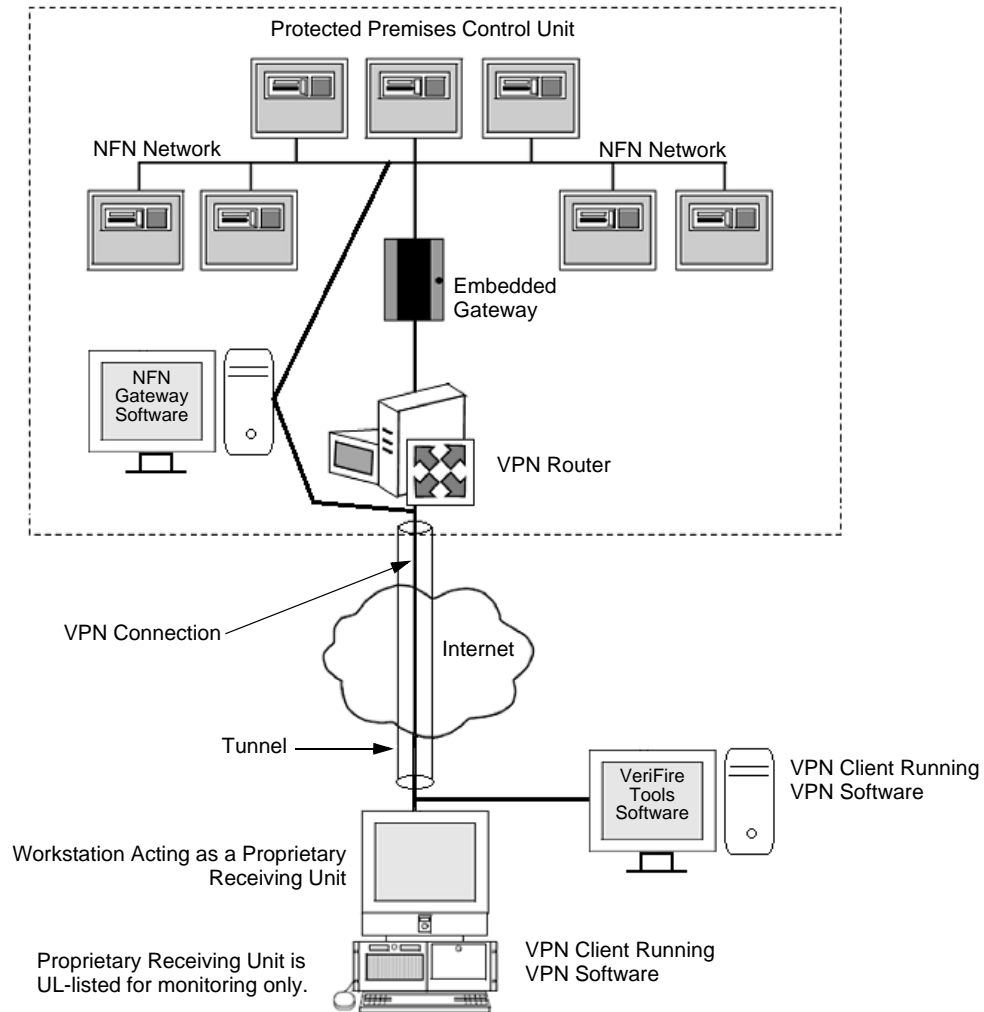 Protected Premises Control Unit
NFN Network
NFN Network
Embedded
Gateway
NFN
Gateway
Software
VPN Router
VPN Connection
Internet
Tunnel
VeriFire
Tools
Software
VPN Client Running
VPN Software
Workstation Acting as a Proprietary
Receiving Unit
Proprietary Receiving Unit is
UL-listed for monitoring only.
VPN Client Running
VPN Software